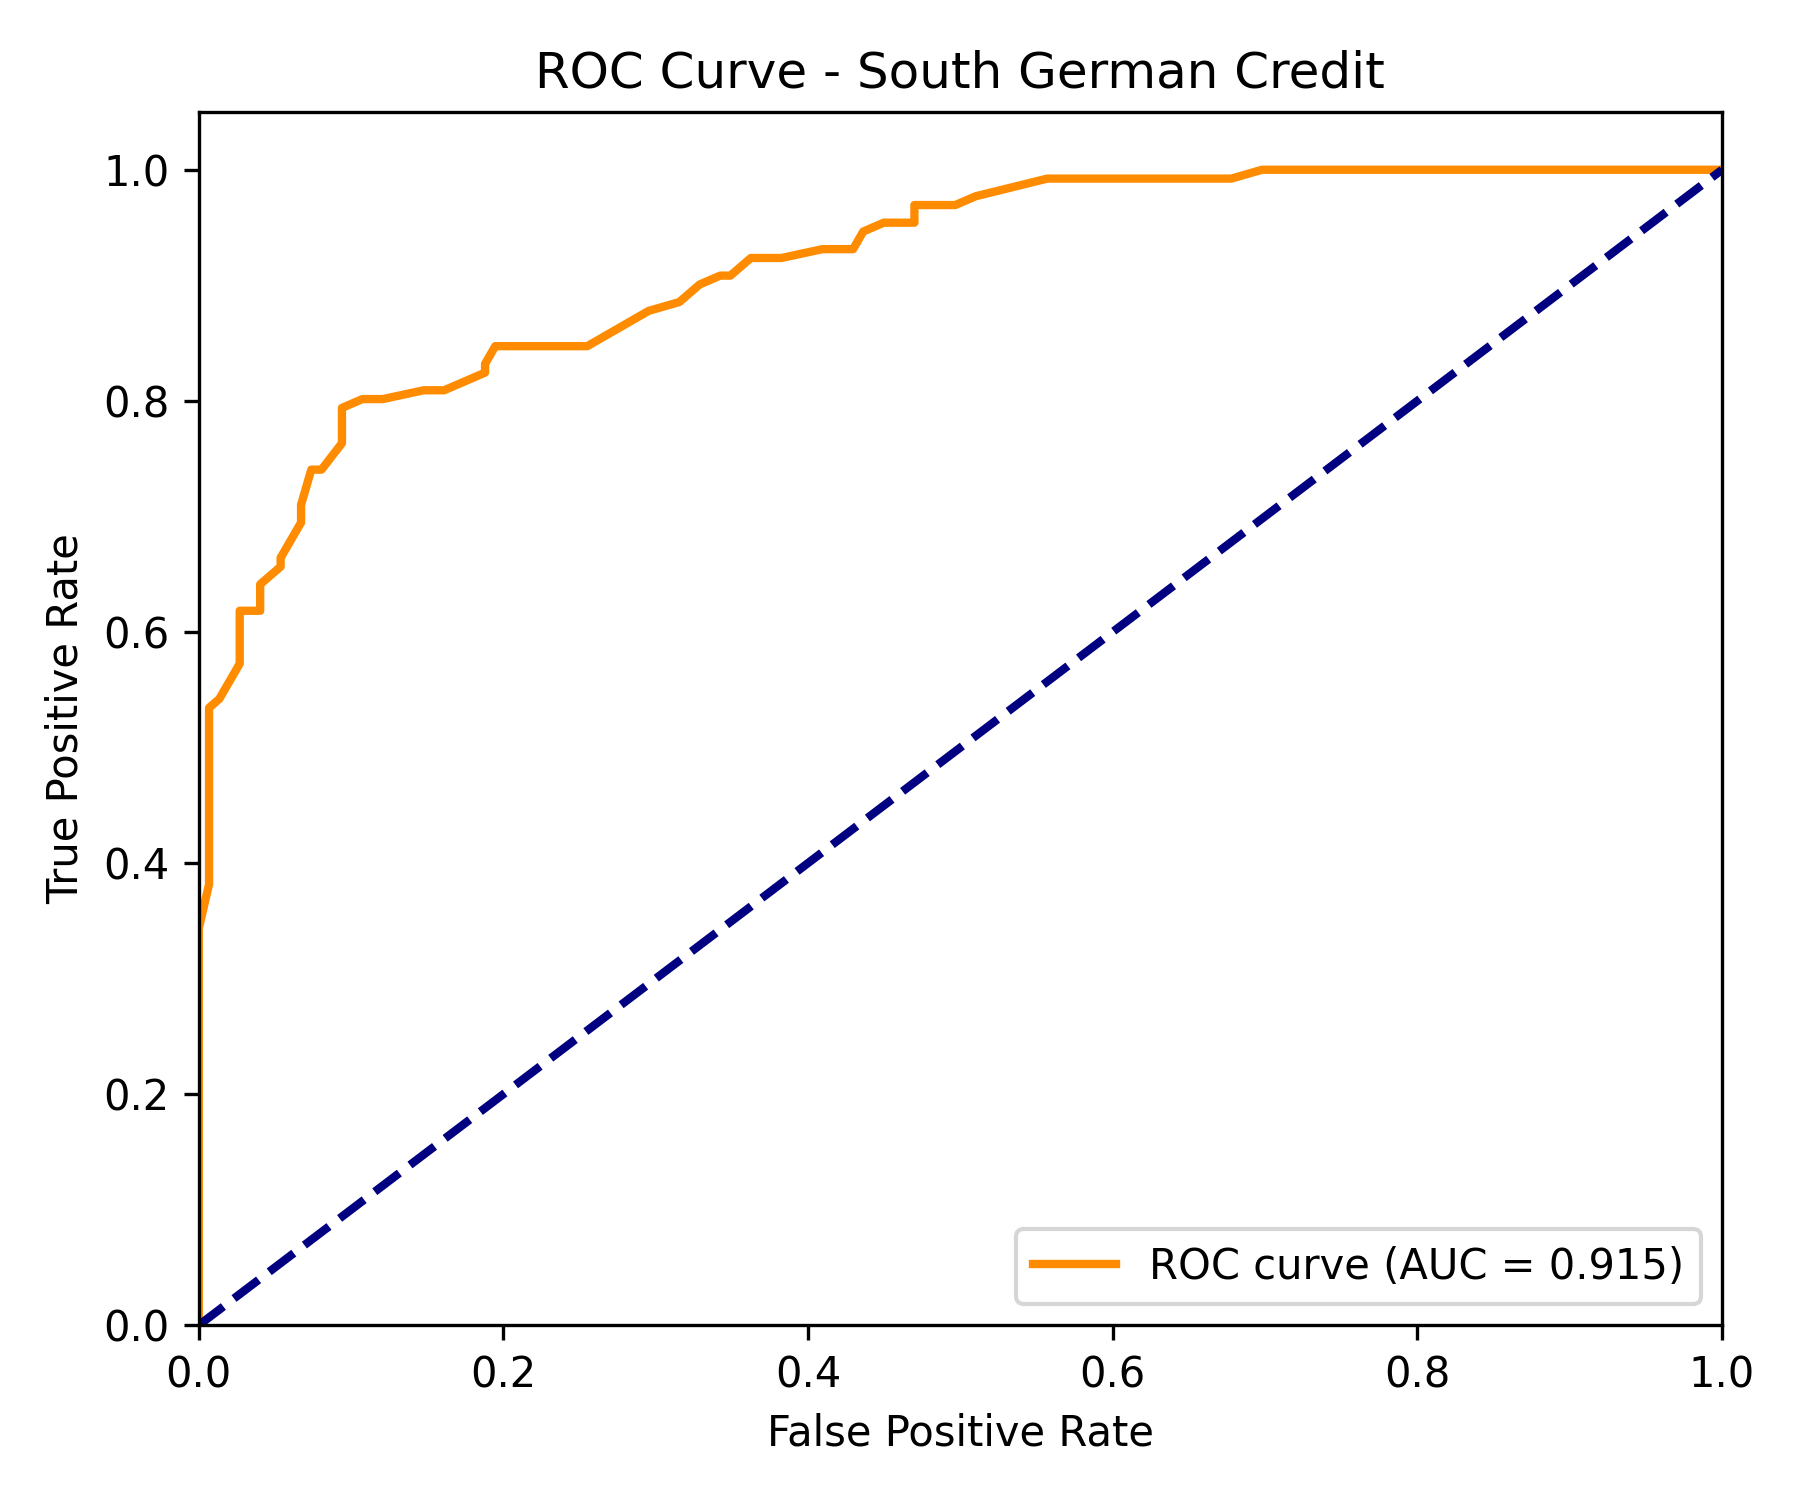 ROC Curve - South German Credit
True Positive Rate
1.0
0.8
0.6
0.4
0.2
0.0
0.0 0.2 0.4 0.6 0.8 1.0
False Positive Rate
ROC curve (AUC = 0.915)